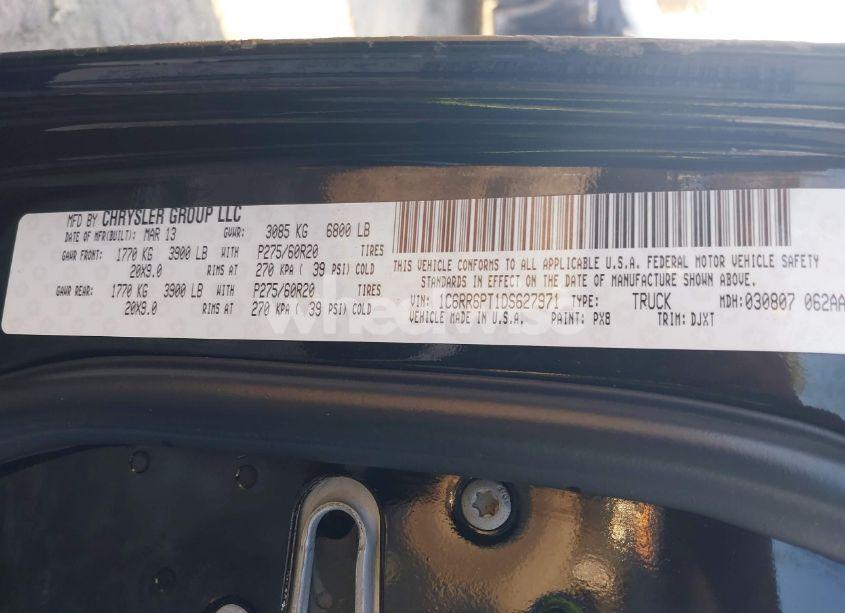 MFD BY CHRYSLER GROUP LLC
DATE OF MFR(BUILT): MAR 13 GVWR: 3085 KG 6800 LB
GAWR FRONT: 1770 KG 3900 LB WITH P275/60R20 TIRES
20X9.0 RIMS AT 270 KPA ( 39 PSI) COLD
GAWR REAR: 1770 KG 3900 LB WITH P275/60R20 TIRES
20X9.0 RIMS AT 270 KPA ( 39 PSI) COLD
THIS VEHICLE CONFORMS TO ALL APPLICABLE U.S.A. FEDERAL MOTOR VEHICLE SAFETY
STANDARDS IN EFFECT ON THE DATE OF MANUFACTURE SHOWN ABOVE.
VIN: 1C6RR6PT1DS627971 TYPE: TRUCK MDH: 030807 062AA
VEHICLE MADE IN U.S.A. PAINT: PXB TRIM: DJXT